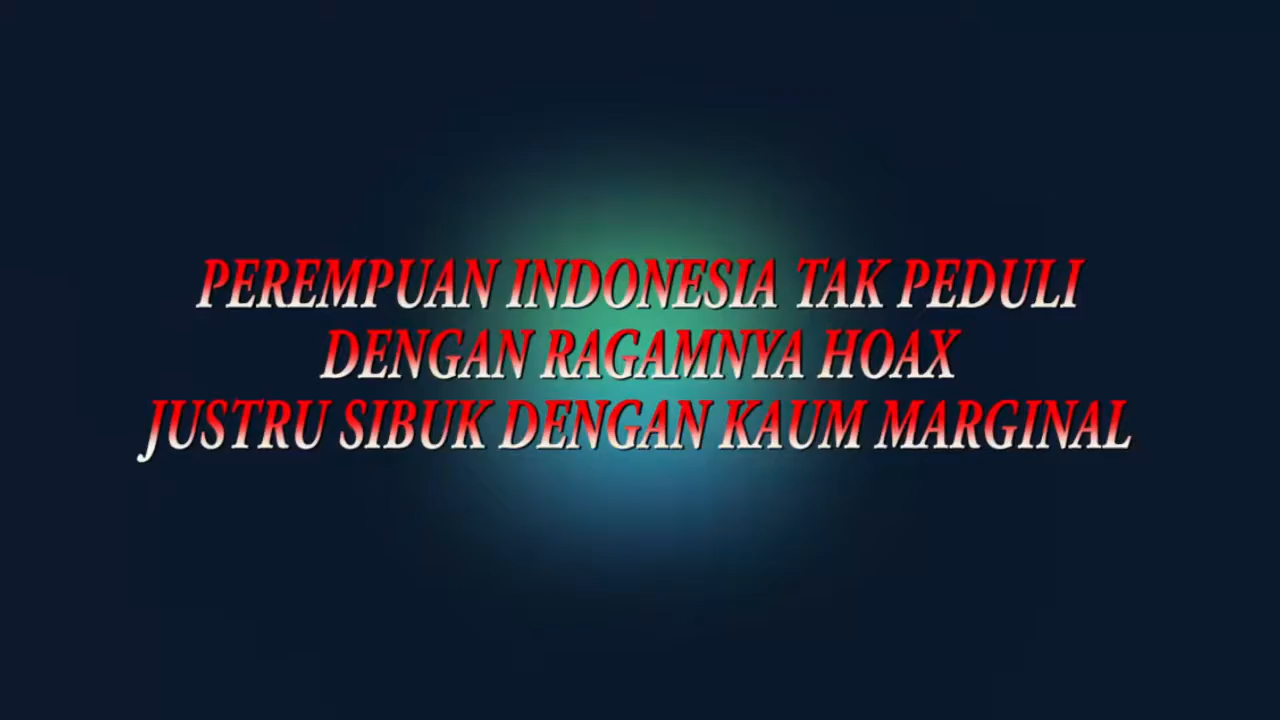 PEREMPUAN INDONESIA TAK PEDULI
DENGAN RAGAMNYA HOAX
JUSTRU SIBUK DENGAN KAUM MARGINAL